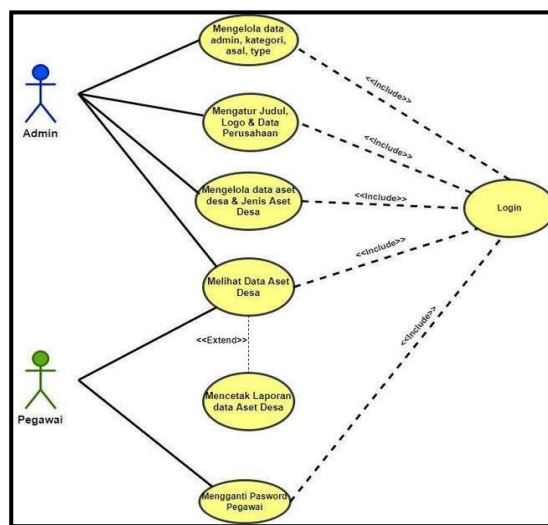 Mengelola data
admin, kategori,
asal, type
<<Include>>
Admin
Mengatur Judul,
Logo & Data
Perusahaan
<<Include>>
Mengelola data aset
desa & Jenis Aset
Desa
<<Include>>
Login
<<Include>>
Melihat Data Aset
Desa
<<Extend>>
<<Include>>
Pegawai
Mencetak Laporan
data Aset Desa
Mengganti Pasword
Pegawai